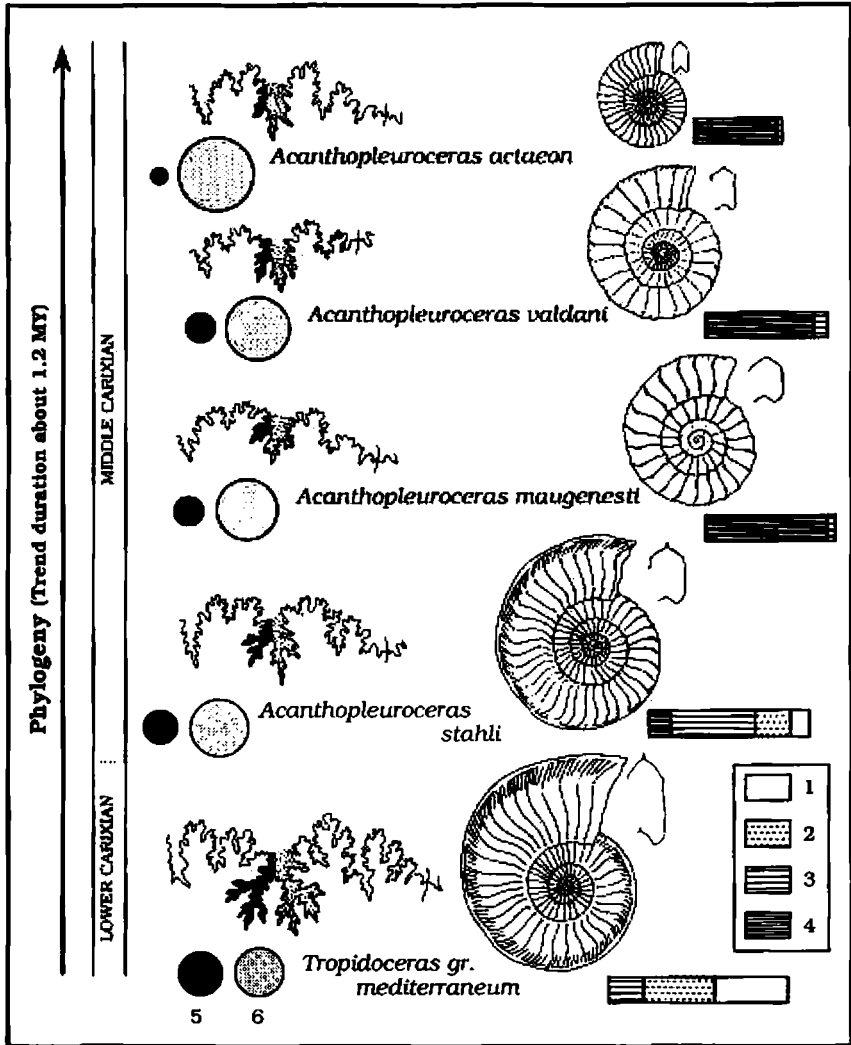 Phylogeny (Trend duration about 1.2 MY)
MIDDLE CARIXIAN
LOWER CARIXIAN
Acanthopleuroceras actaeon
Acanthopleuroceras valdani
Acanthopleuroceras maugenesti
Acanthopleuroceras
stahli
Tropidoceras gr.
mediterraneum
5 6
1
2
3
4